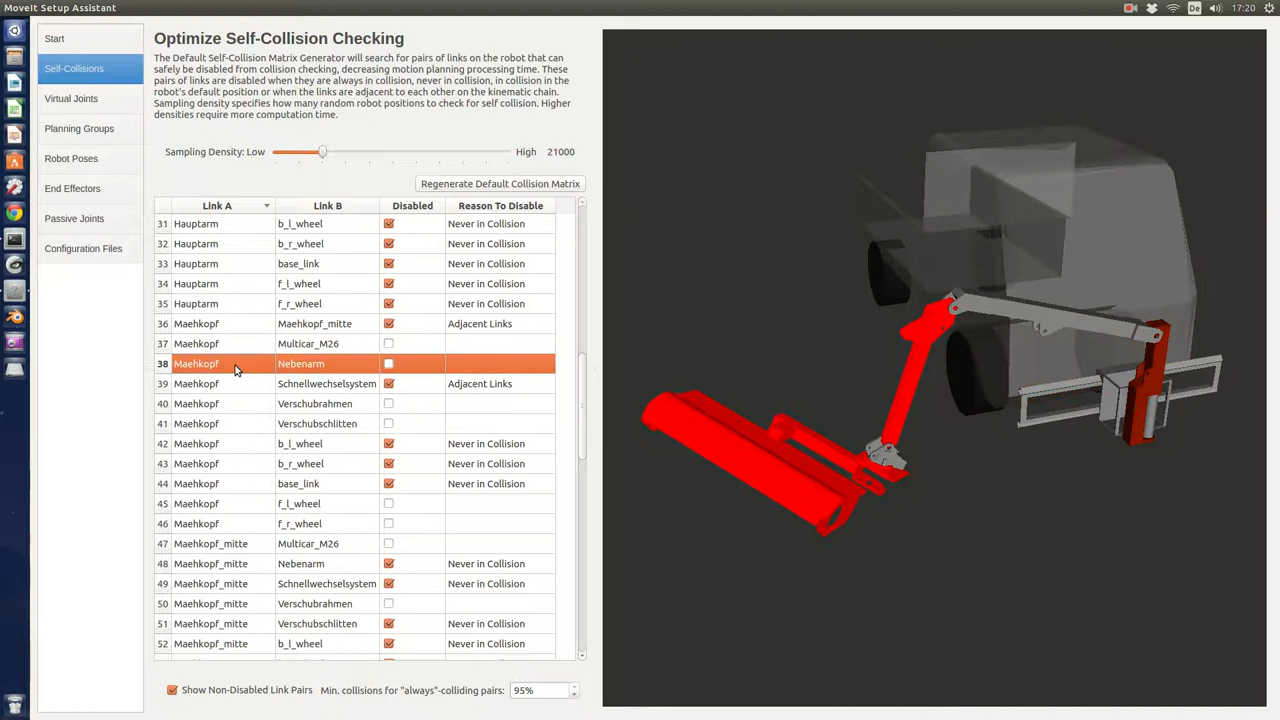 MoveIt Setup Assistant
De
17:20
Start
Self-Collisions
Virtual Joints
Planning Groups
Robot Poses
End Effectors
Passive Joints
Configuration Files
Optimize Self-Collision Checking
The Default Self-Collision Matrix Generator will search for pairs of links on the robot that can
safely be disabled from collision checking, decreasing motion planning processing time. These
pairs of links are disabled when they are always in collision, never in collision, in collision in the
robot's default position or when the links are adjacent to each other on the kinematic chain.
Sampling density specifies how many random robot positions to check for self collision. Higher
densities require more computation time.
Sampling Density: Low High 21000
Regenerate Default Collision Matrix
Link A Link B Disabled Reason To Disable
31 Hauptarm b_l_wheel Never in Collision
32 Hauptarm b_r_wheel Never in Collision
33 Hauptarm base_link Never in Collision
34 Hauptarm f_l_wheel Never in Collision
35 Hauptarm f_r_wheel Never in Collision
36 Maehkopf Maehkopf_mitte Adjacent Links
37 Maehkopf Multicar_M26
38 Maehkopf Nebenarm
39 Maehkopf Schnellwechselsystem Adjacent Links
40 Maehkopf Verschubrahmen
41 Maehkopf Verschubschlitten
42 Maehkopf b_l_wheel Never in Collision
43 Maehkopf b_r_wheel Never in Collision
44 Maehkopf base_link Never in Collision
45 Maehkopf f_l_wheel
46 Maehkopf f_r_wheel
47 Maehkopf_mitte Multicar_M26
48 Maehkopf_mitte Nebenarm Never in Collision
49 Maehkopf_mitte Schnellwechselsystem Never in Collision
50 Maehkopf_mitte Verschubrahmen
51 Maehkopf_mitte Verschubschlitten Never in Collision
52 Maehkopf_mitte b_l_wheel Never in Collision
Show Non-Disabled Link Pairs Min. collisions for "always"-colliding pairs: 95%